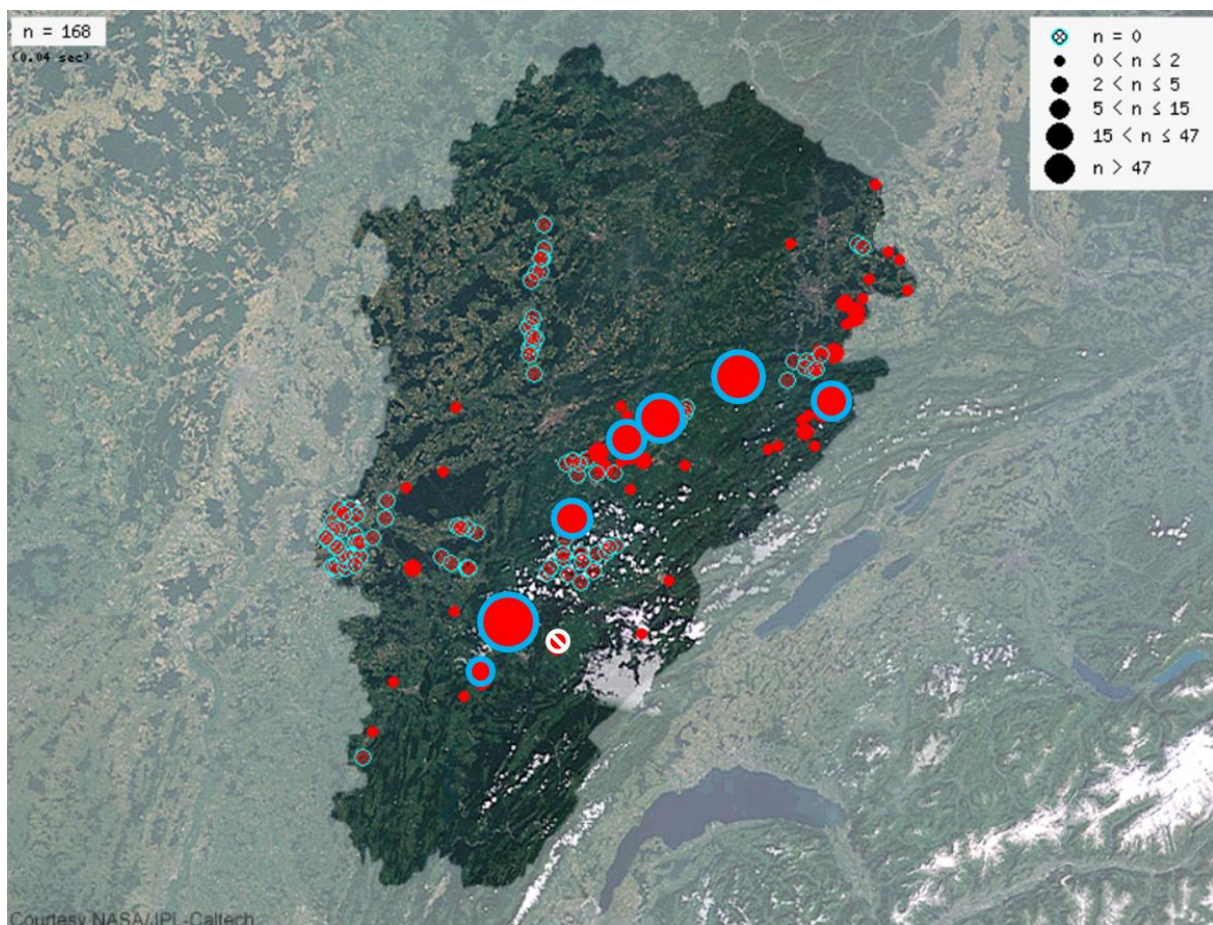 n = 168
(0.04 sec)
n = 0
0 < n ≤ 2
2 < n ≤ 5
5 < n ≤ 15
15 < n ≤ 47
n > 47
Courtesy NASA/JPL-Caltech